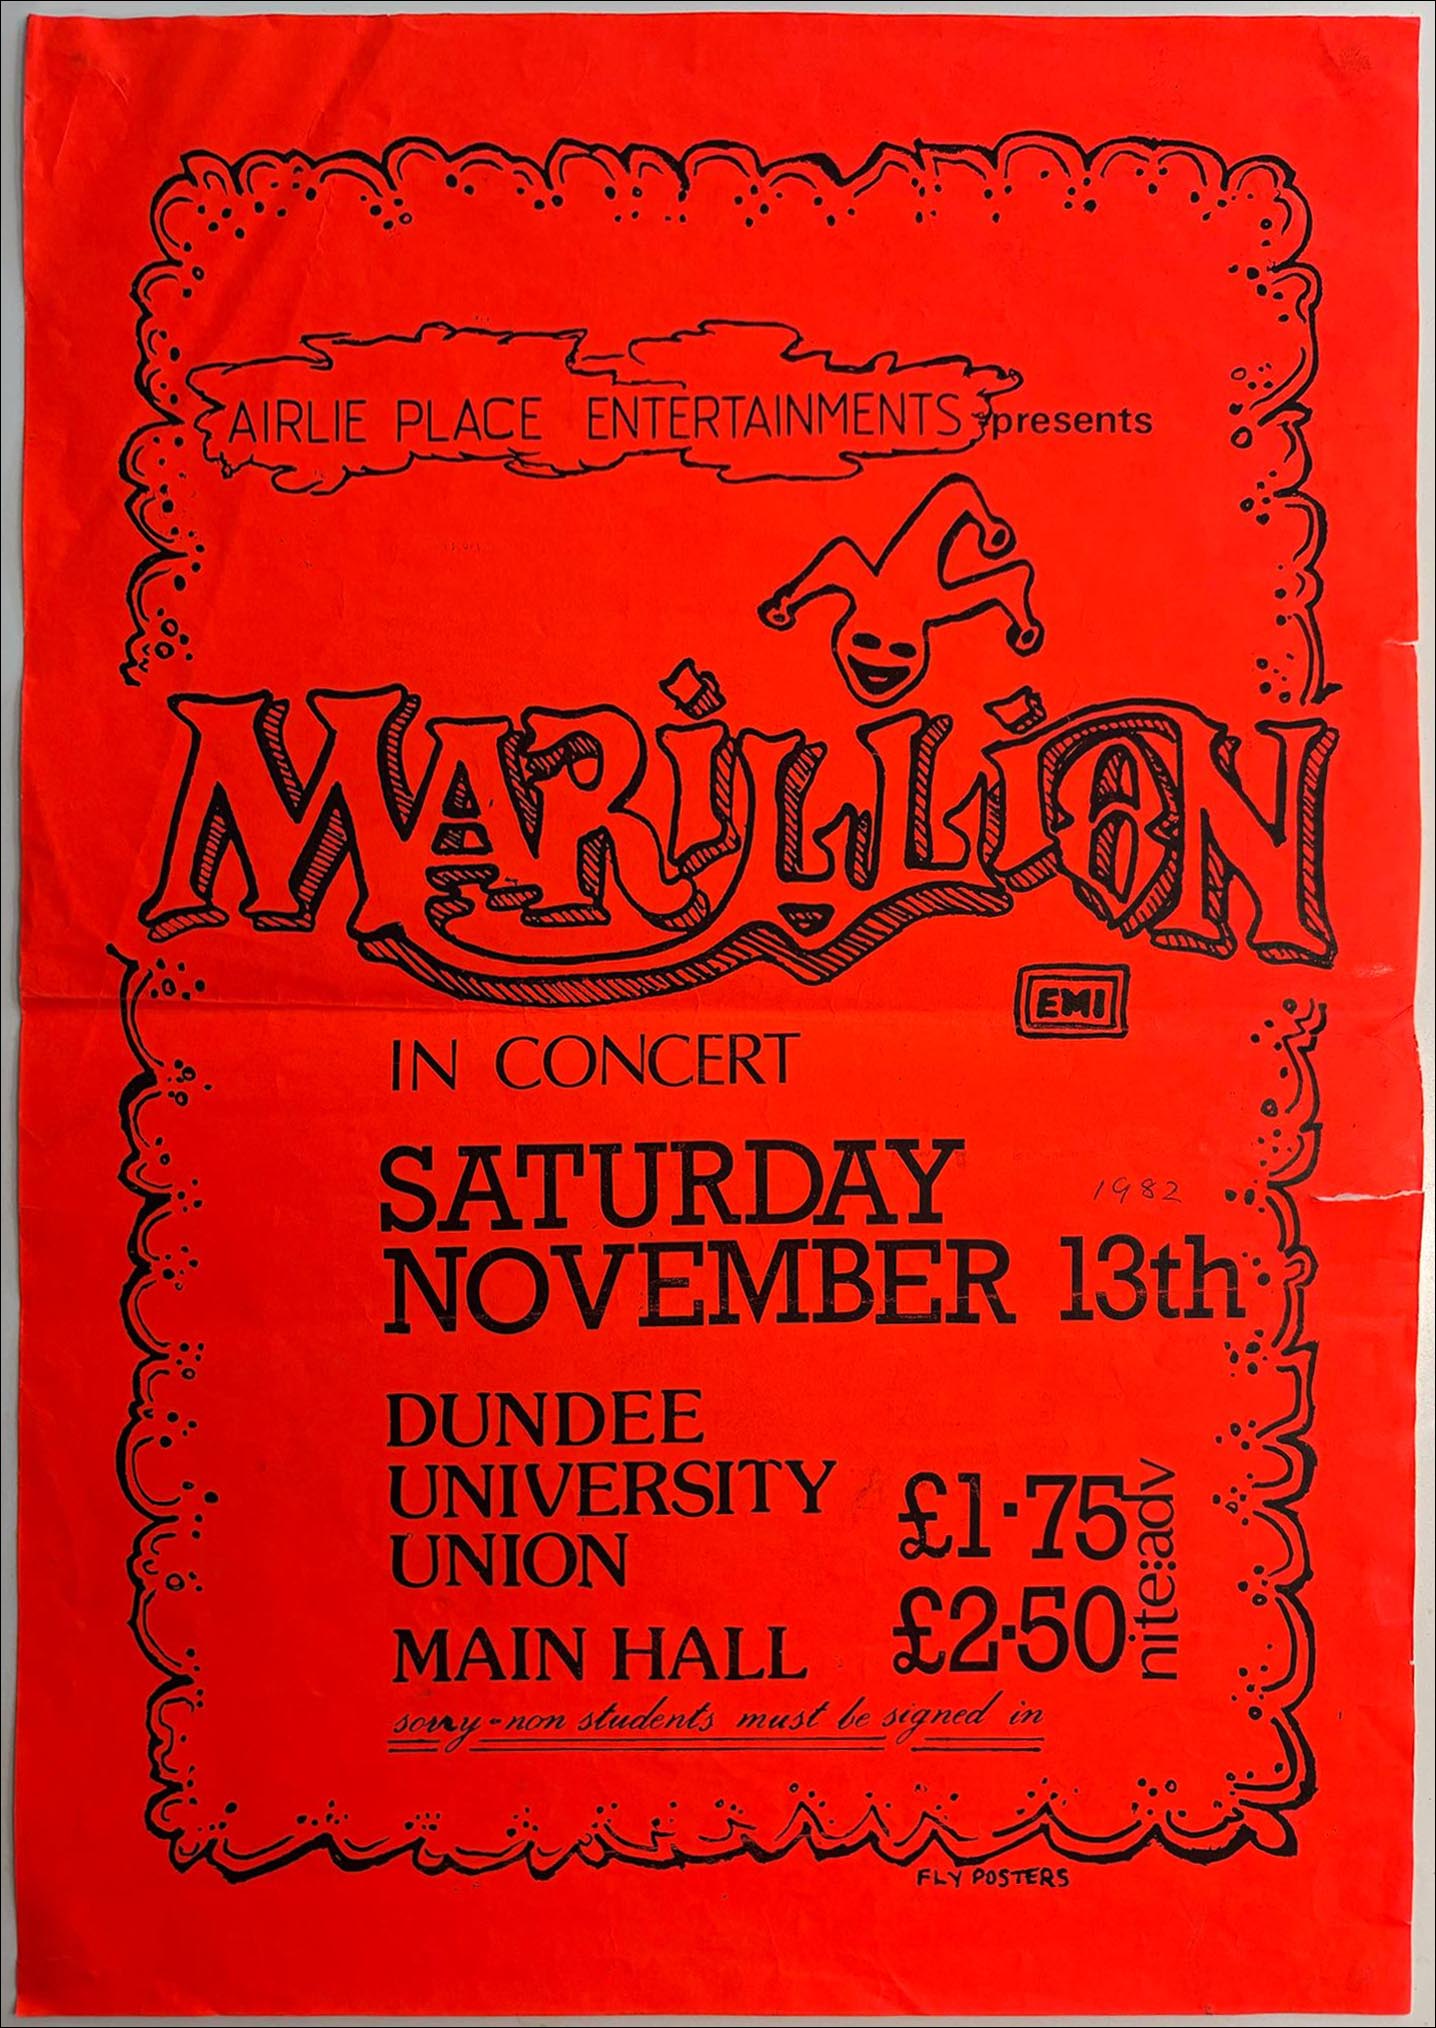 AIRLIE PLACE ENTERTAINMENTS presents
MARILLION
EMI
IN CONCERT
SATURDAY
1982
NOVEMBER 13th
DUNDEE
UNIVERSITY
UNION
£1·75
£2·50
nite:adv
MAIN HALL
sorry-non students must be signed in
FLY POSTERS